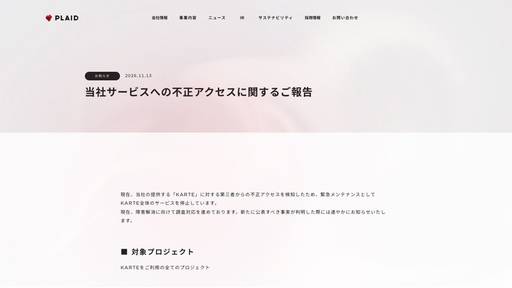 PLAID
会社情報 事業内容 ニュース IR サステナビリティ 採用情報 お問い合わせ
お知らせ 2025.11.13
当社サービスへの不正アクセスに関するご報告
現在、当社の提供する「KARTE」に対する第三者からの不正アクセスを検知したため、緊急メンテナンスとして
KARTE全体のサービスを停止しています。
現在、障害解消に向けて調査対応を進めております。新たに公表すべき事案が判明した際には速やかにお知らせいたし
ます。
■ 対象プロジェクト
KARTEをご利用の全てのプロジェクト